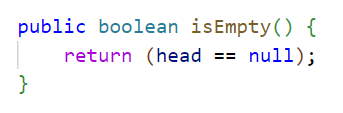 public boolean isEmpty() {
    return (head == null);
}